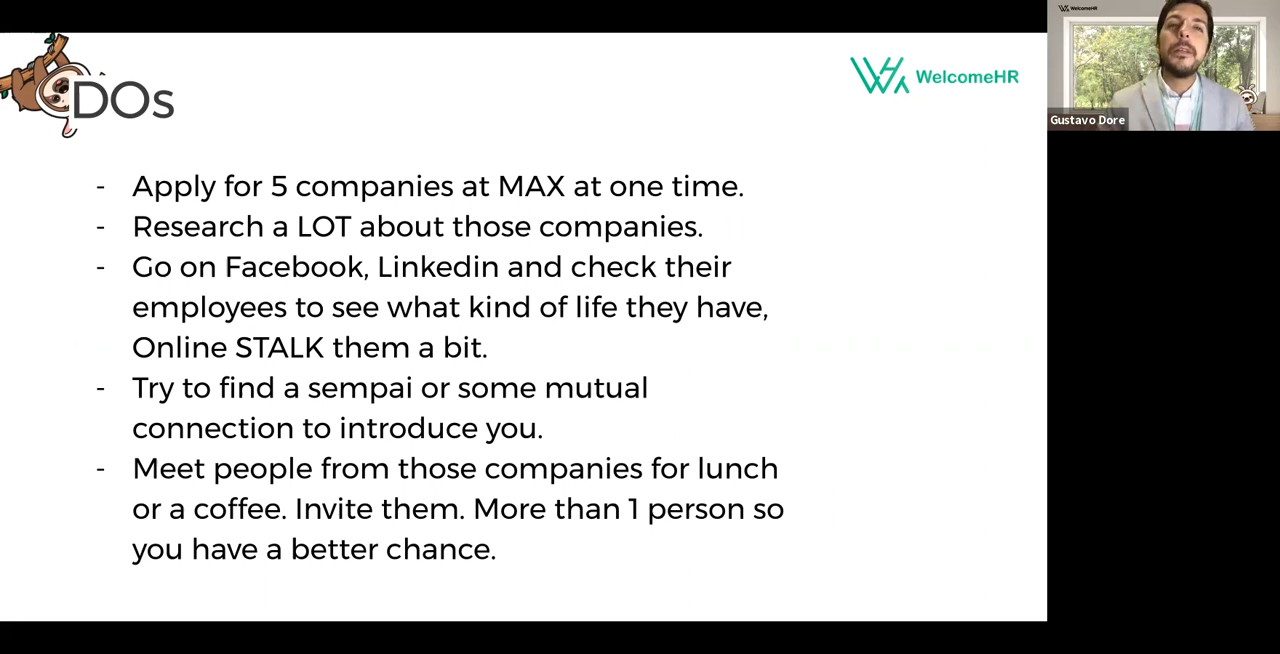 DOs
WelcomeHR
WelcomeHR
Gustavo Dore
- Apply for 5 companies at MAX at one time.
- Research a LOT about those companies.
- Go on Facebook, Linkedin and check their
employees to see what kind of life they have,
Online STALK them a bit.
- Try to find a sempai or some mutual
connection to introduce you.
- Meet people from those companies for lunch
or a coffee. Invite them. More than 1 person so
you have a better chance.